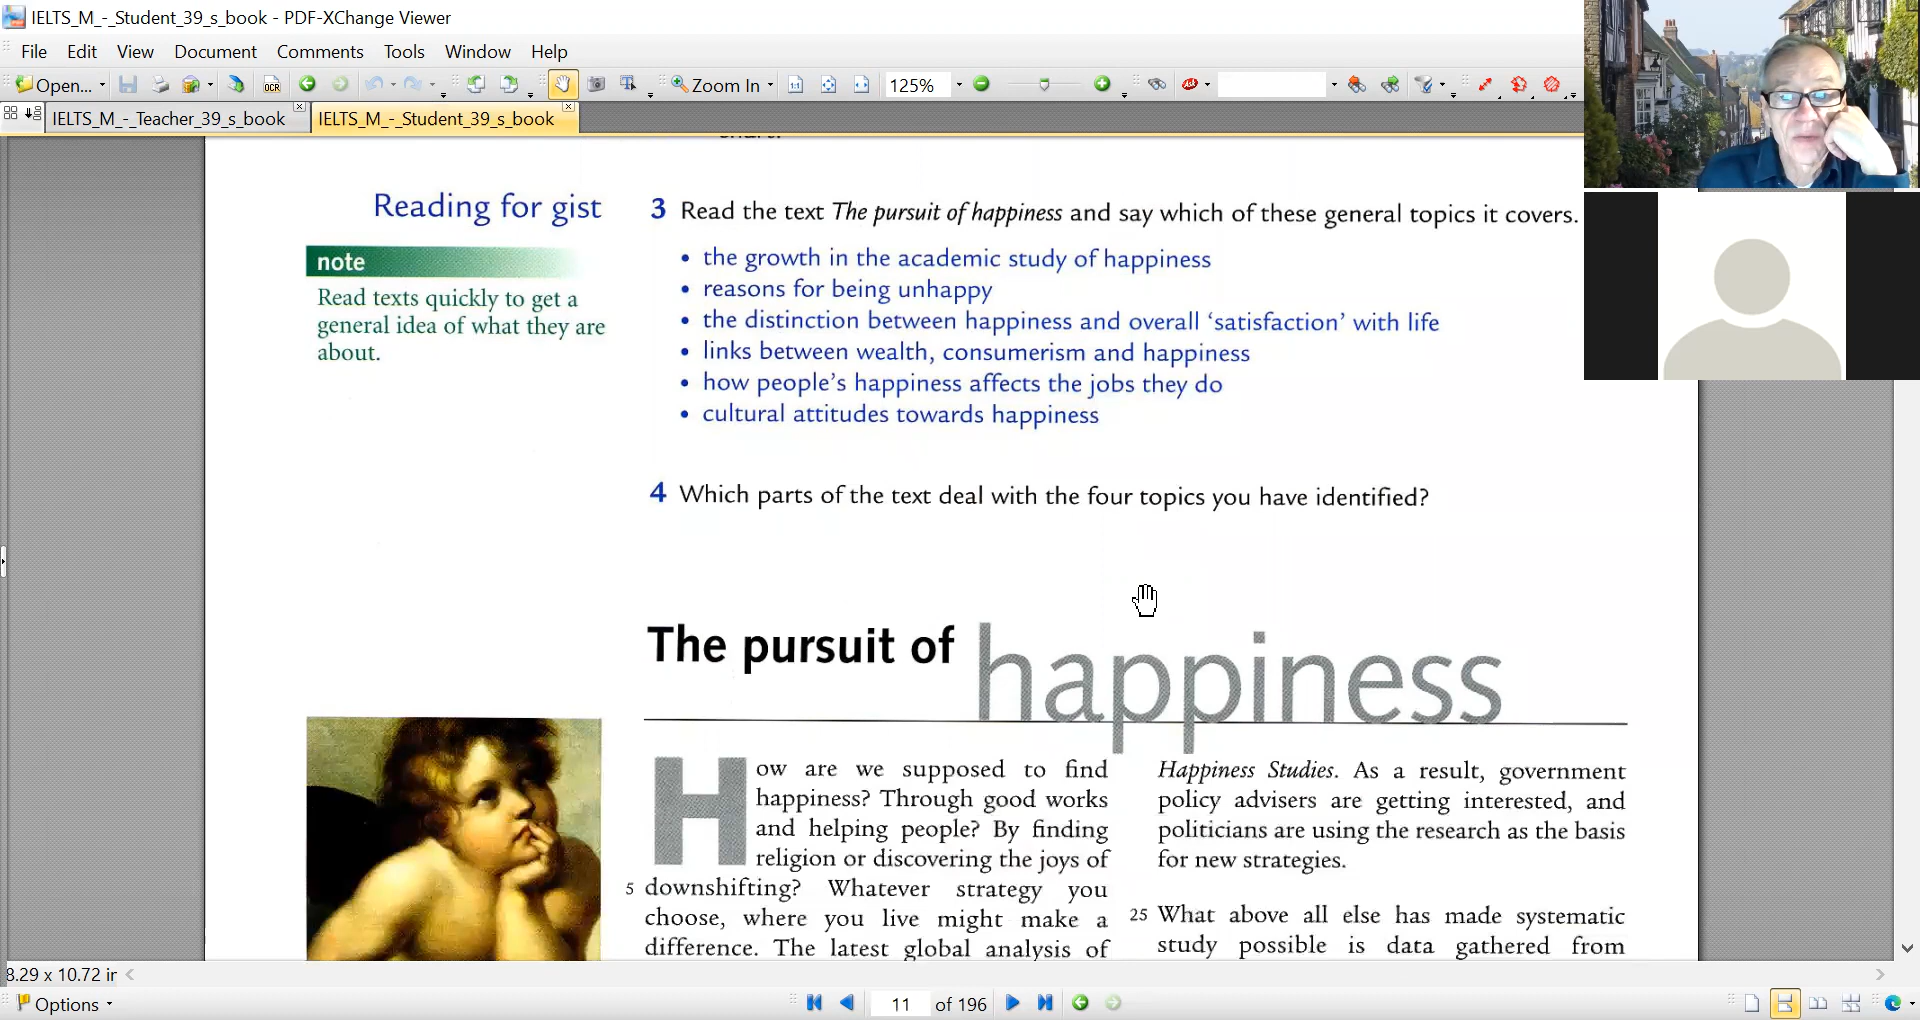 IELTS_M_-_Student_39_s_book - PDF-XChange Viewer
File Edit View Document Comments Tools Window Help
Open... OCR Zoom In 125%
IELTS_M_-_Teacher_39_s_book IELTS_M_-_Student_39_s_book
Reading for gist
note
Read texts quickly to get a
general idea of what they are
about.
3 Read the text The pursuit of happiness and say which of these general topics it covers.
• the growth in the academic study of happiness
• reasons for being unhappy
• the distinction between happiness and overall ‘satisfaction’ with life
• links between wealth, consumerism and happiness
• how people’s happiness affects the jobs they do
• cultural attitudes towards happiness
4 Which parts of the text deal with the four topics you have identified?
The pursuit of happiness
How are we supposed to find
happiness? Through good works
and helping people? By finding
religion or discovering the joys of
5 downshifting? Whatever strategy you
choose, where you live might make a
difference. The latest global analysis of
Happiness Studies. As a result, government
policy advisers are getting interested, and
politicians are using the research as the basis
for new strategies.
25 What above all else has made systematic
study possible is data gathered from
8.29 x 10.72 in
Options 11 of 196